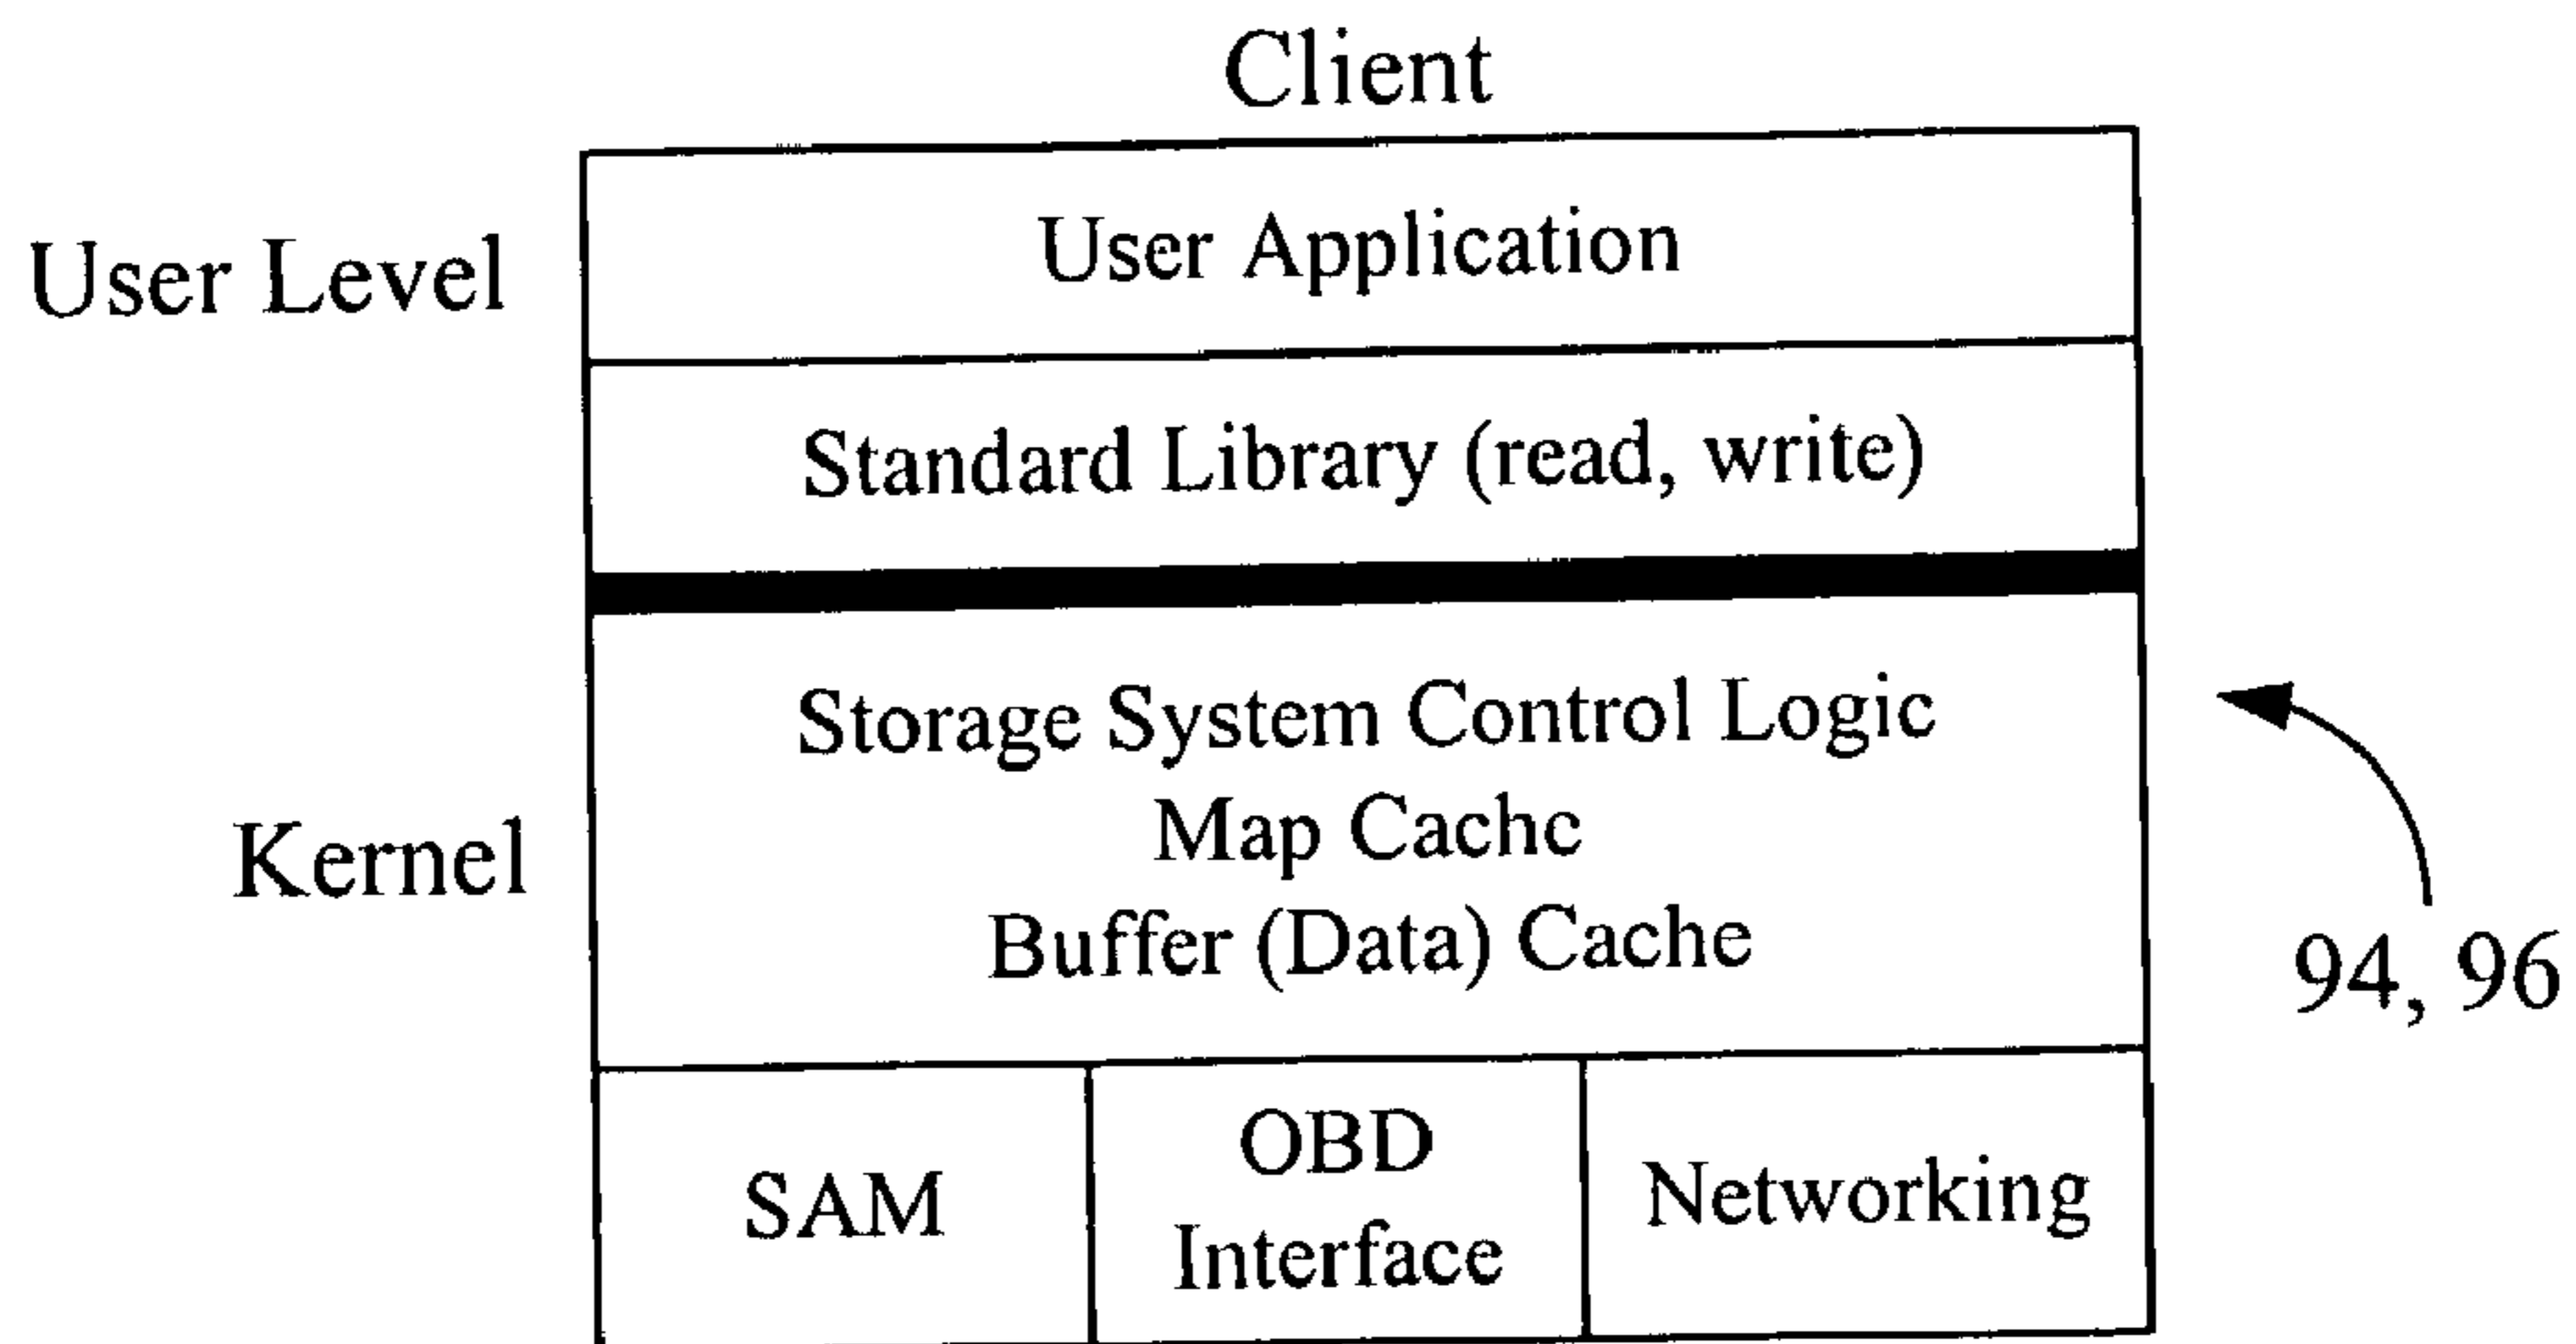 Client
User Level
User Application
Standard Library (read, write)
Kernel
Storage System Control Logic
Map Cache
Buffer (Data) Cache
94, 96
SAM
OBD
Interface
Networking